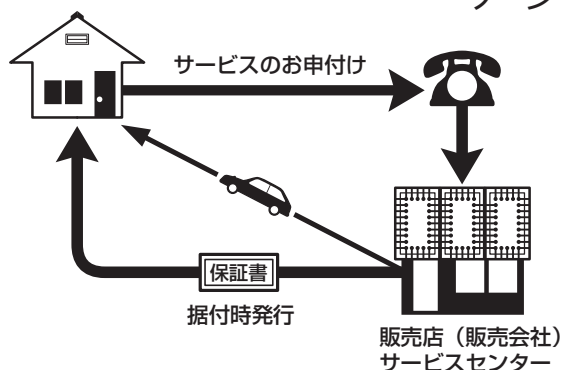 サービスのお申付け
保証書
据付時発行
販売店（販売会社）
サービスセンター